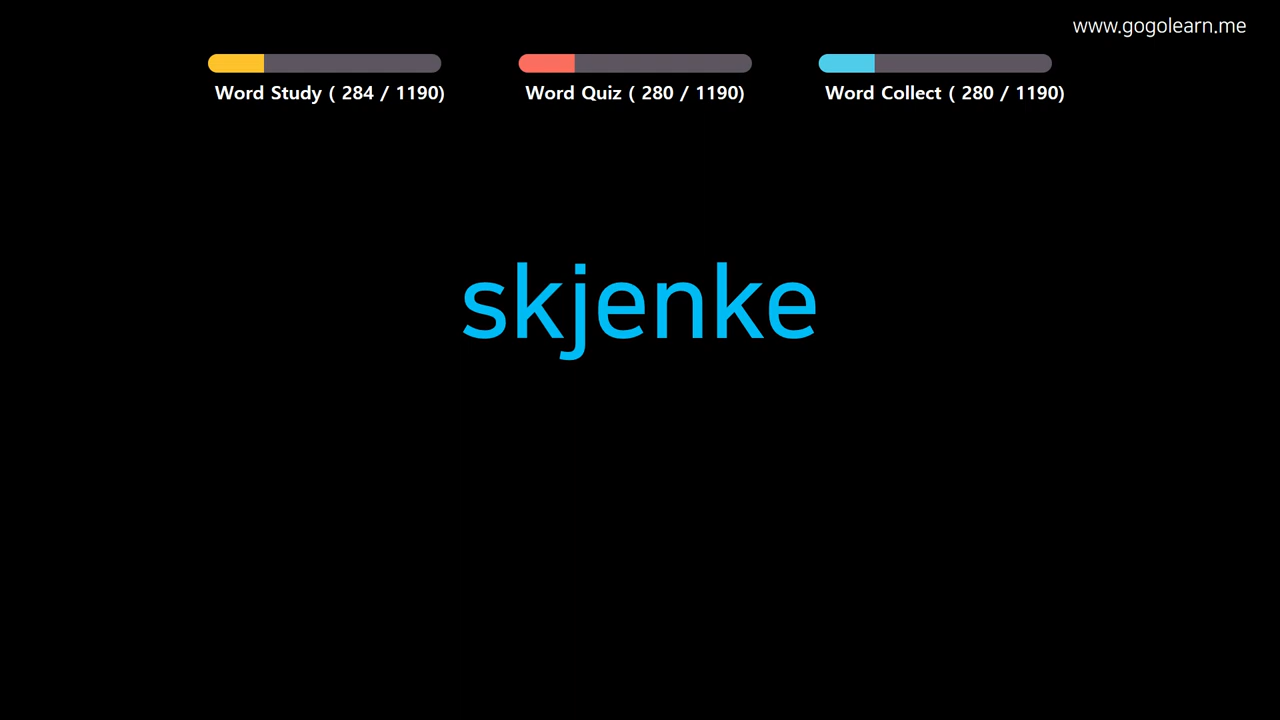 www.gogolearn.me
Word Study ( 284 / 1190)
Word Quiz ( 280 / 1190)
Word Collect ( 280 / 1190)
skjenke